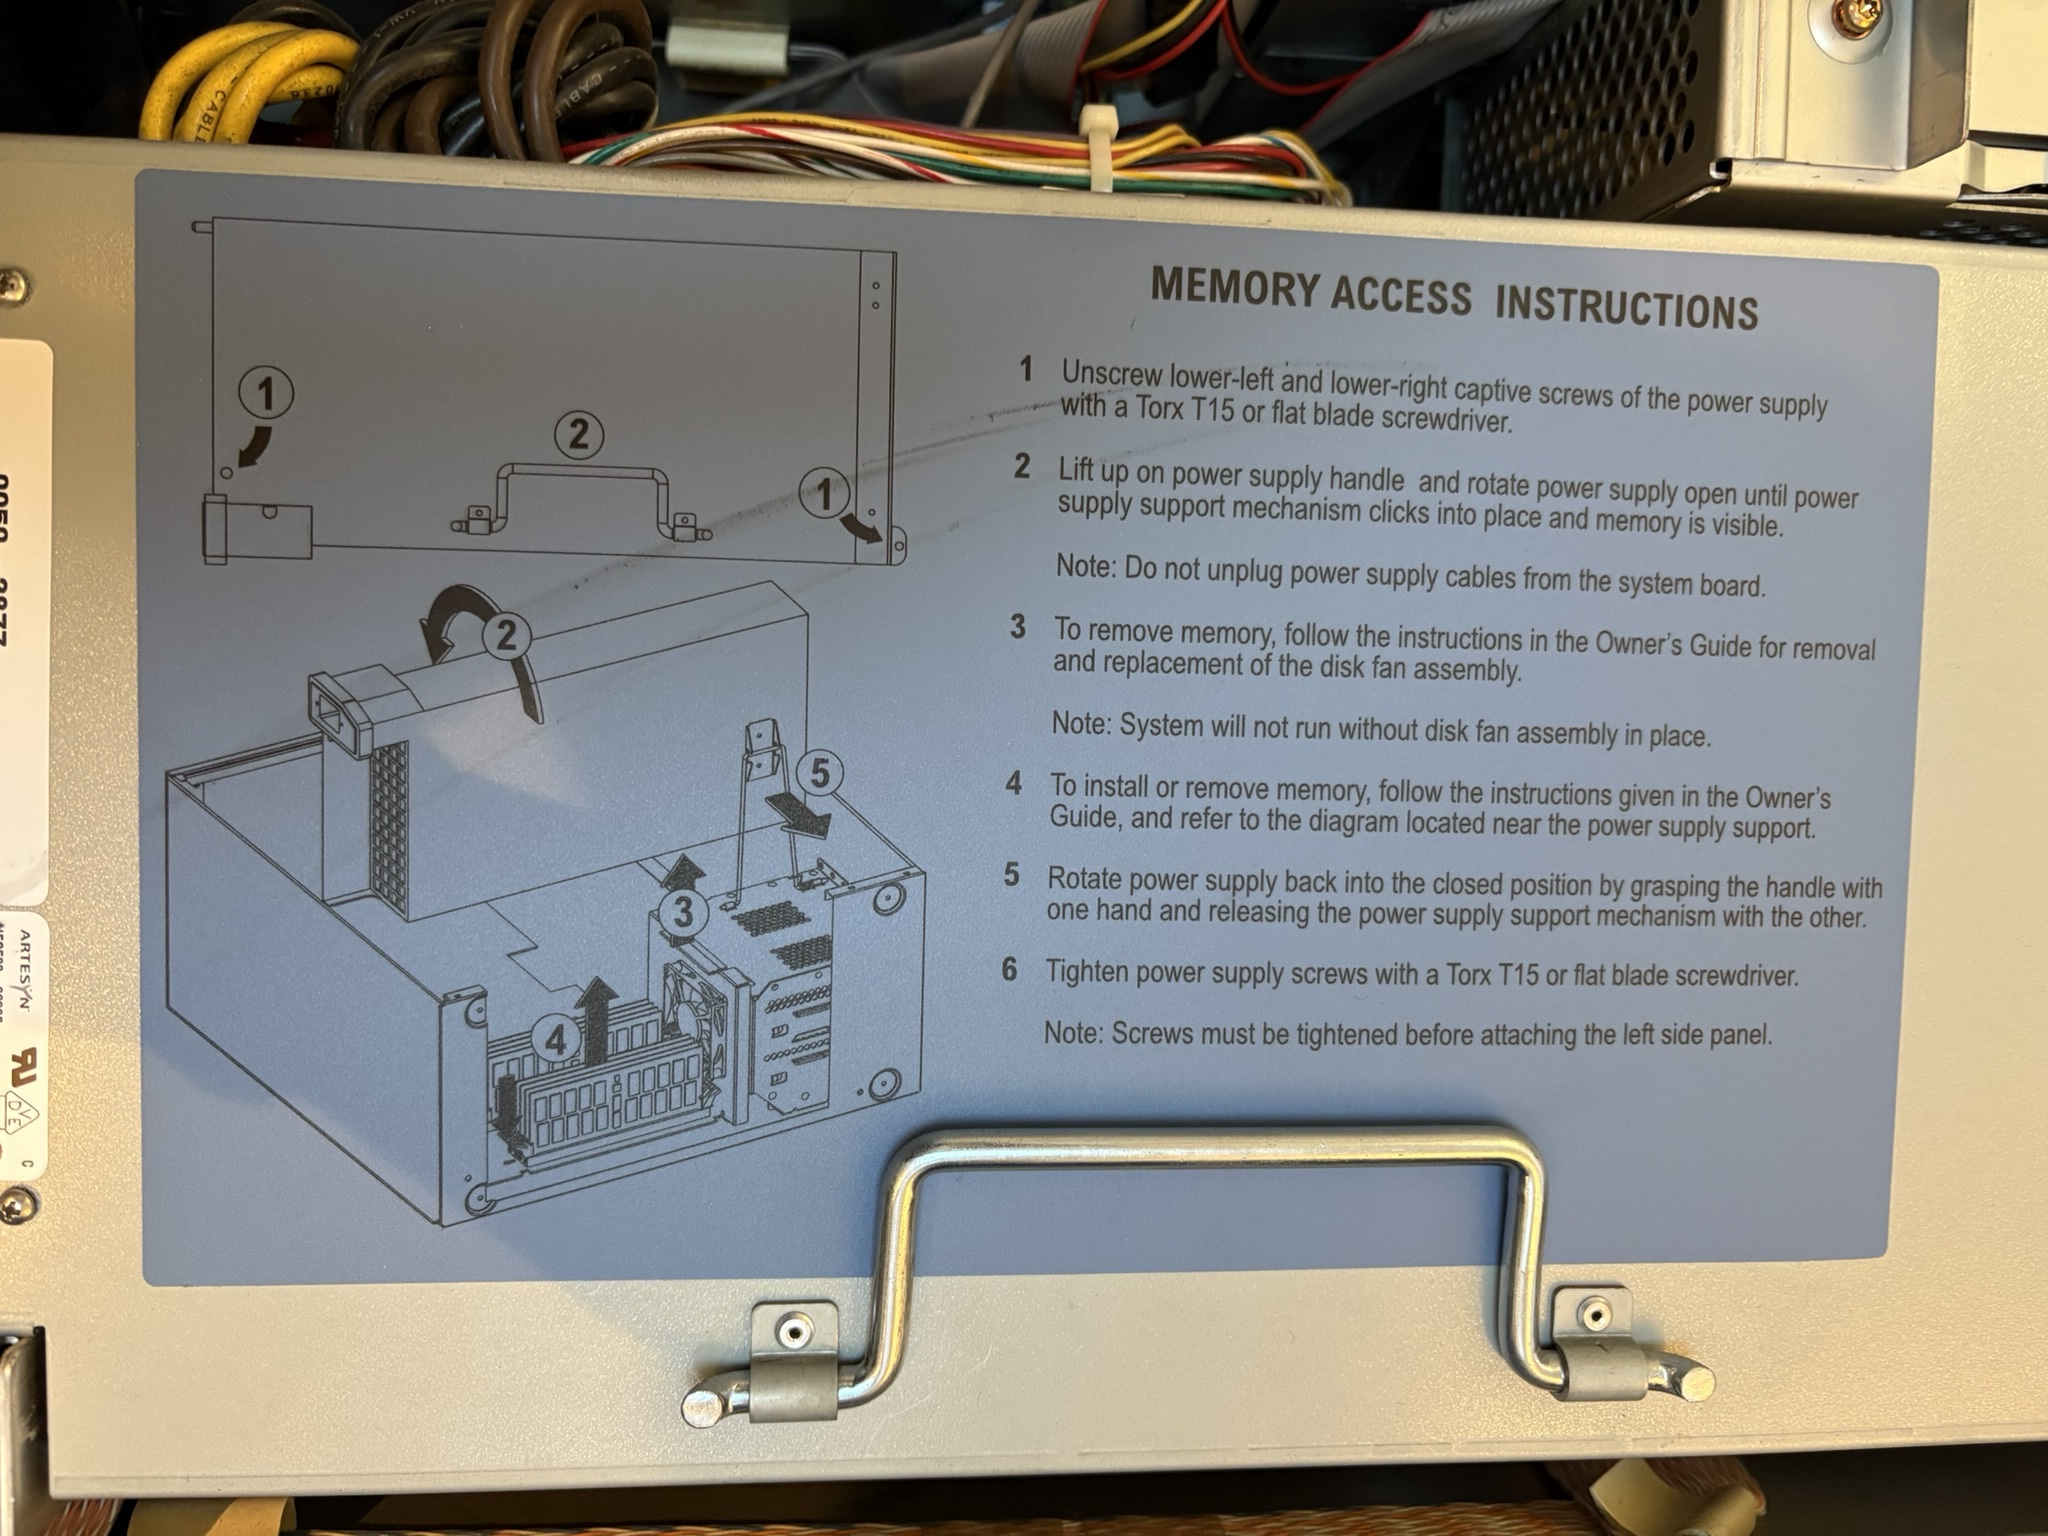 CABLE
CABLE
MEMORY ACCESS INSTRUCTIONS
1 Unscrew lower-left and lower-right captive screws of the power supply
with a Torx T15 or flat blade screwdriver.
2 Lift up on power supply handle and rotate power supply open until power
supply support mechanism clicks into place and memory is visible.
Note: Do not unplug power supply cables from the system board.
3 To remove memory, follow the instructions in the Owner's Guide for removal
and replacement of the disk fan assembly.
Note: System will not run without disk fan assembly in place.
4 To install or remove memory, follow the instructions given in the Owner's
Guide, and refer to the diagram located near the power supply support.
5 Rotate power supply back into the closed position by grasping the handle with
one hand and releasing the power supply support mechanism with the other.
6 Tighten power supply screws with a Torx T15 or flat blade screwdriver.
Note: Screws must be tightened before attaching the left side panel.
1
2
1
2
5
3
4
ARTESYN
DVE
C